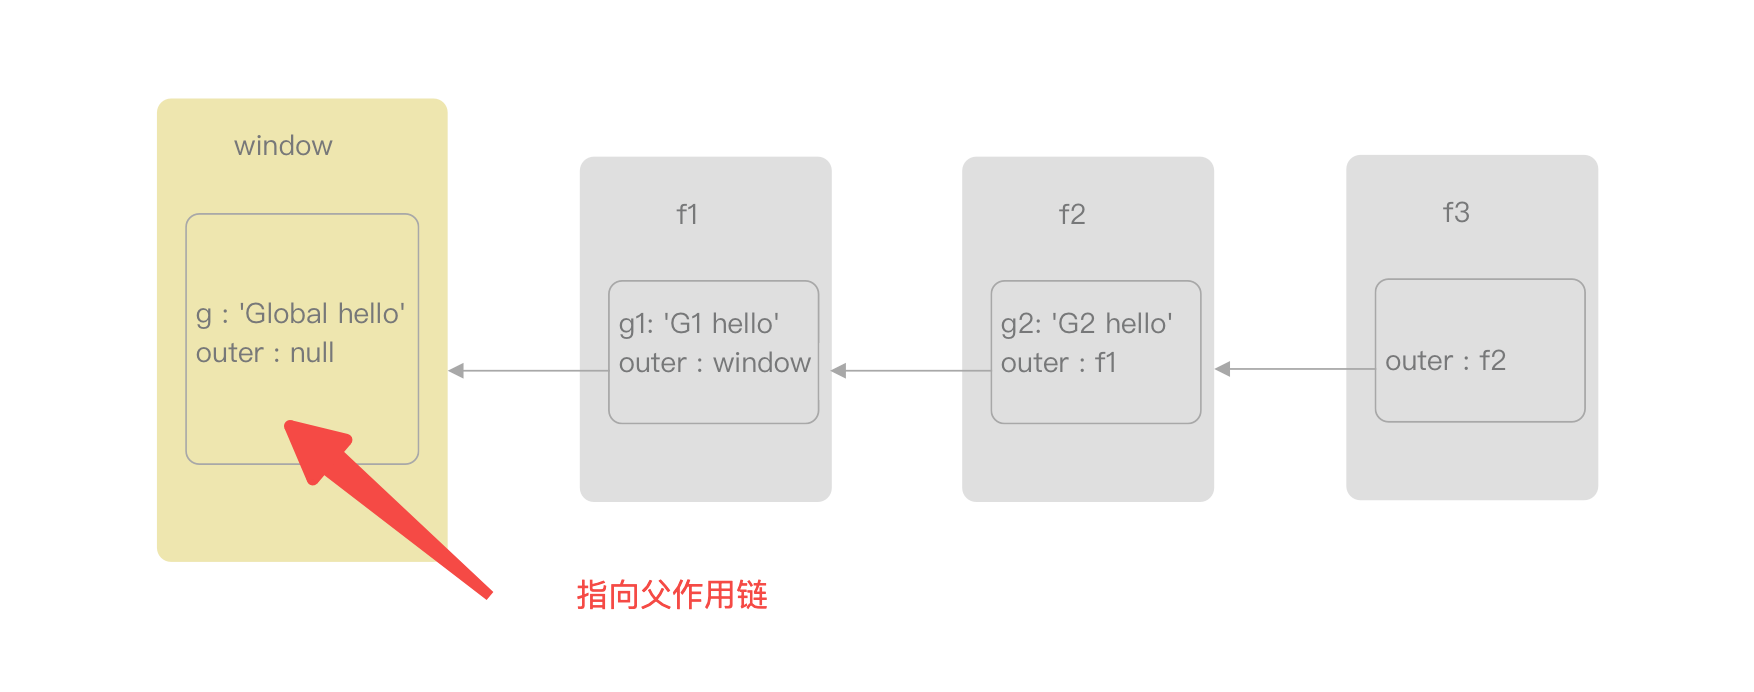 window
g : 'Global hello'
outer : null
f1
g1: 'G1 hello'
outer : window
f2
g2: 'G2 hello'
outer : f1
f3
outer : f2
指向父作用链